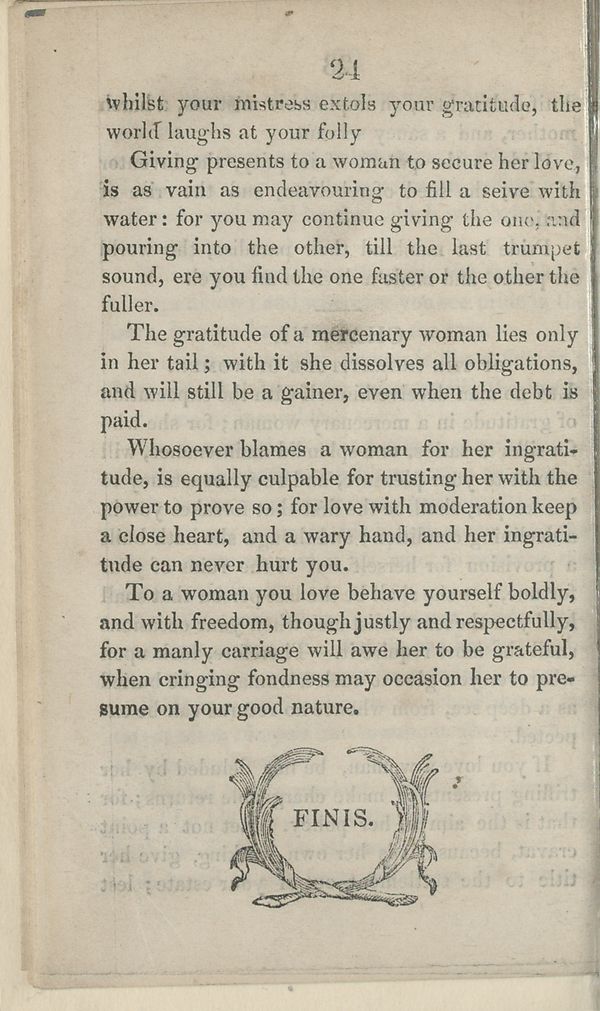 24
whilst your mistress extols your gratitude, the
world laughs at your folly
Giving presents to a woman to secure her love,
is as vain as endeavouring to fill a seive with
water: for you may continue giving the one, and
pouring into the other, till the last trumpet
sound, ere you find the one faster or the other the
fuller.
The gratitude of a mercenary woman lies only
in her tail; with it she dissolves all obligations,
and will still be a gainer, even when the debt is
paid.
Whosoever blames a woman for her ingrati-
tude, is equally culpable for trusting her with the
power to prove so; for love with moderation keep
a close heart, and a wary hand, and her ingrati-
tude can never hurt you.
To a woman you love behave yourself boldly,
and with freedom, though justly and respectfully,
for a manly carriage will awe her to be grateful,
when cringing fondness may occasion her to pre-
sume on your good nature.
FINIS.